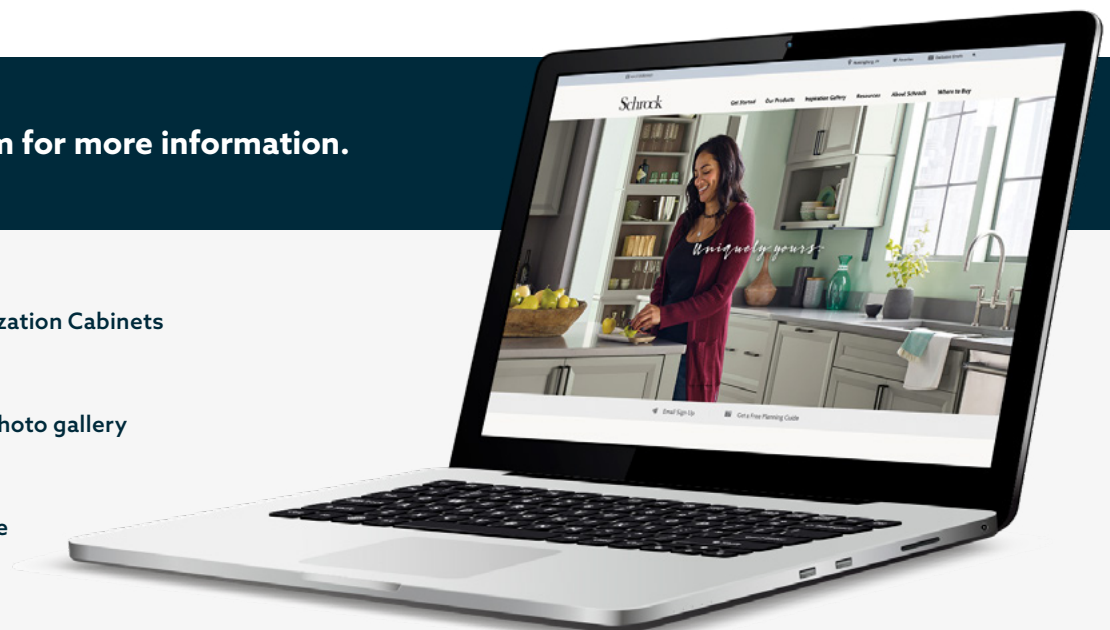 m for more information.
zation Cabinets
hoto gallery
e
Schrock
Get Started Our Products Inspiration Gallery Resources About Schrock Where to Buy
Uniquely yours
Email Sign Up Get a Free Planning Guide